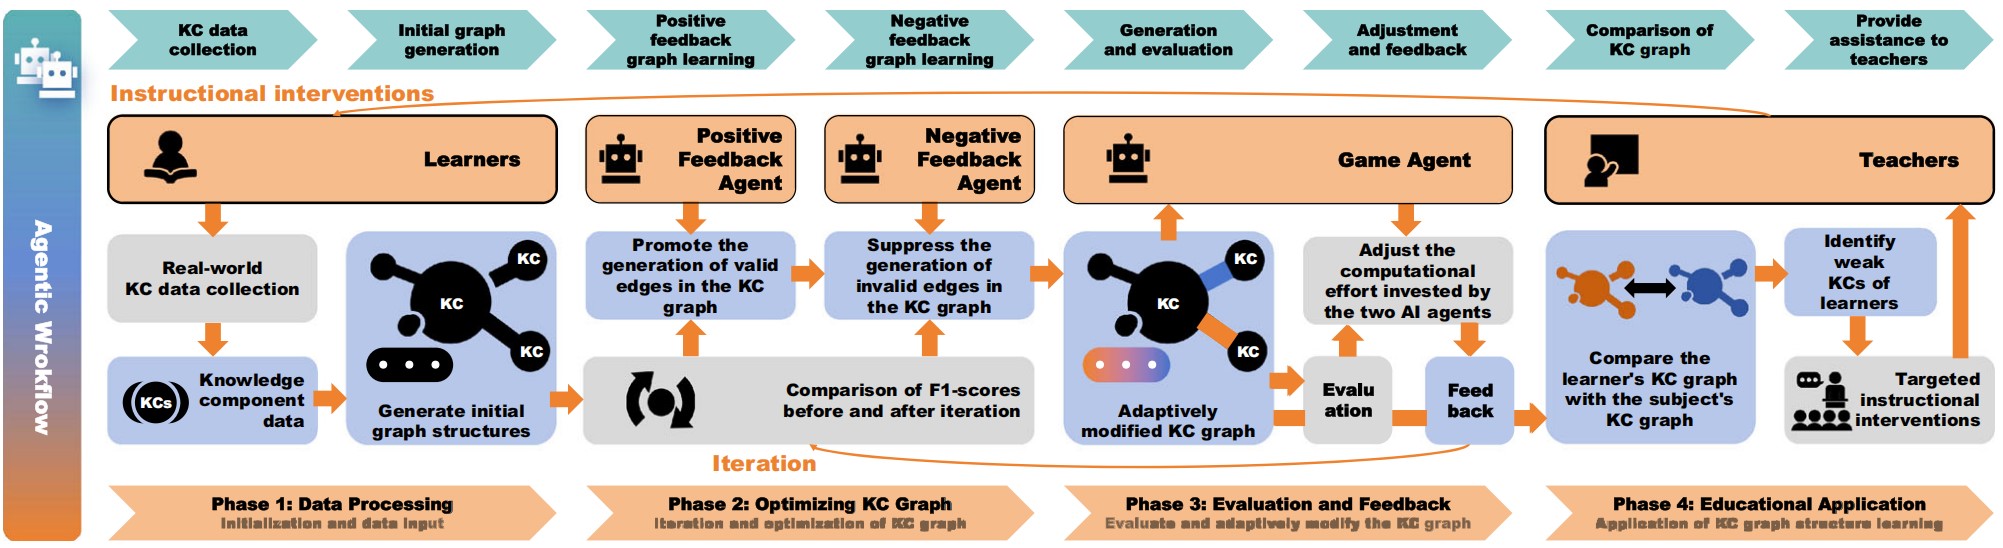 Agentic Wrokflow
KC data
collection
Initial graph
generation
Positive
feedback
graph learning
Negative
feedback
graph learning
Generation
and evaluation
Adjustment
and feedback
Comparison of
KC graph
Provide
assistance to
teachers
Instructional interventions
Learners
Positive
Feedback
Agent
Negative
Feedback
Agent
Game Agent
Teachers
Real-world
KC data collection
KCs
Knowledge
component
data
KC
KC
KC
Generate initial
graph structures
Promote the
generation of valid
edges in the KC
graph
Suppress the
generation of
invalid edges in
the KC graph
Comparison of F1-scores
before and after iteration
KC
KC
KC
Adaptively
modified KC graph
Adjust the
computational
effort invested by
the two AI agents
Evalu
ation
Feed
back
Compare the
learner's KC graph
with the subject's
KC graph
Identify
weak
KCs of
learners
Targeted
instructional
interventions
Iteration
Phase 1: Data Processing
Initialization and data input
Phase 2: Optimizing KC Graph
Iteration and optimization of KC graph
Phase 3: Evaluation and Feedback
Evaluate and adaptively modify the KC graph
Phase 4: Educational Application
Application of KC graph structure learning